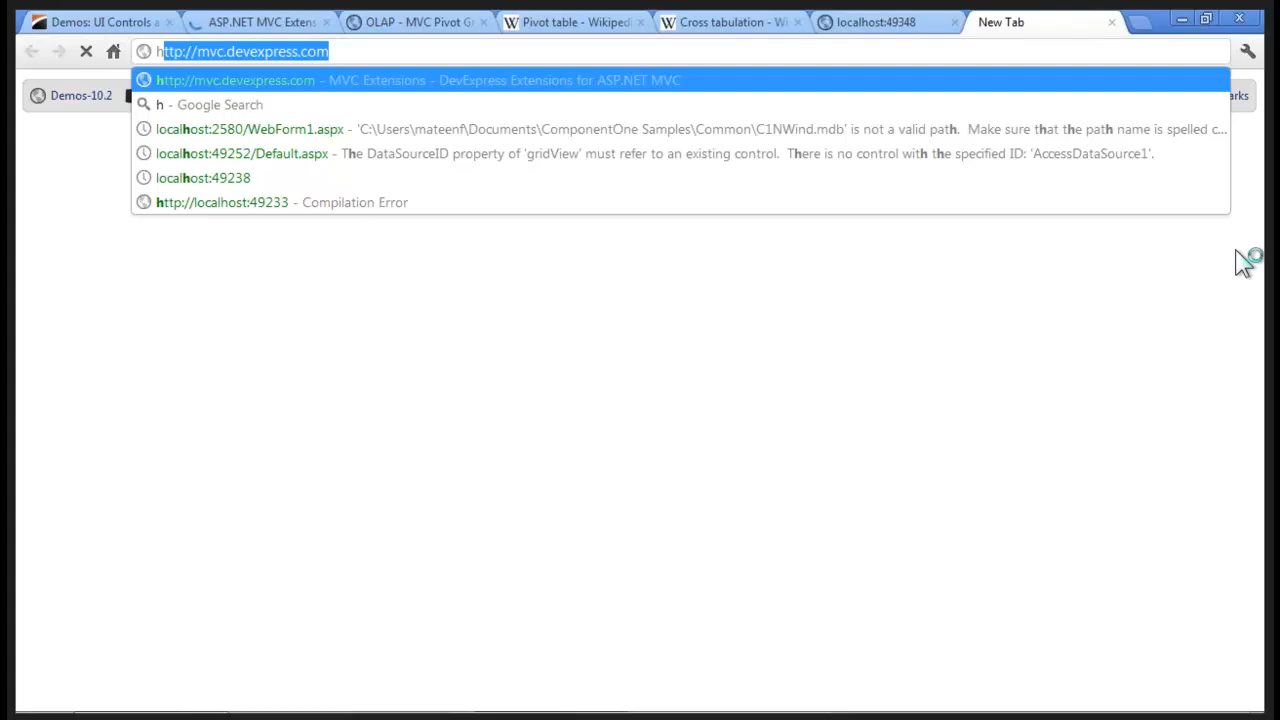 Demos: UI Controls a
ASP.NET MVC Extens
OLAP - MVC Pivot G
Pivot table - Wikiped
Cross tabulation - Wi
localhost:49348
New Tab
http://mvc.devexpress.com
Demos-10.2
arks
http://mvc.devexpress.com - MVC Extensions - DevExpress Extensions for ASP.NET MVC
h - Google Search
localhost:2580/WebForm1.aspx - 'C:\Users\mateenf\Documents\ComponentOne Samples\Common\C1NWind.mdb' is not a valid path. Make sure that the path name is spelled c...
localhost:49252/Default.aspx - The DataSourceID property of 'gridView' must refer to an existing control. There is no control with the specified ID: 'AccessDataSource1'.
localhost:49238
http://localhost:49233 - Compilation Error